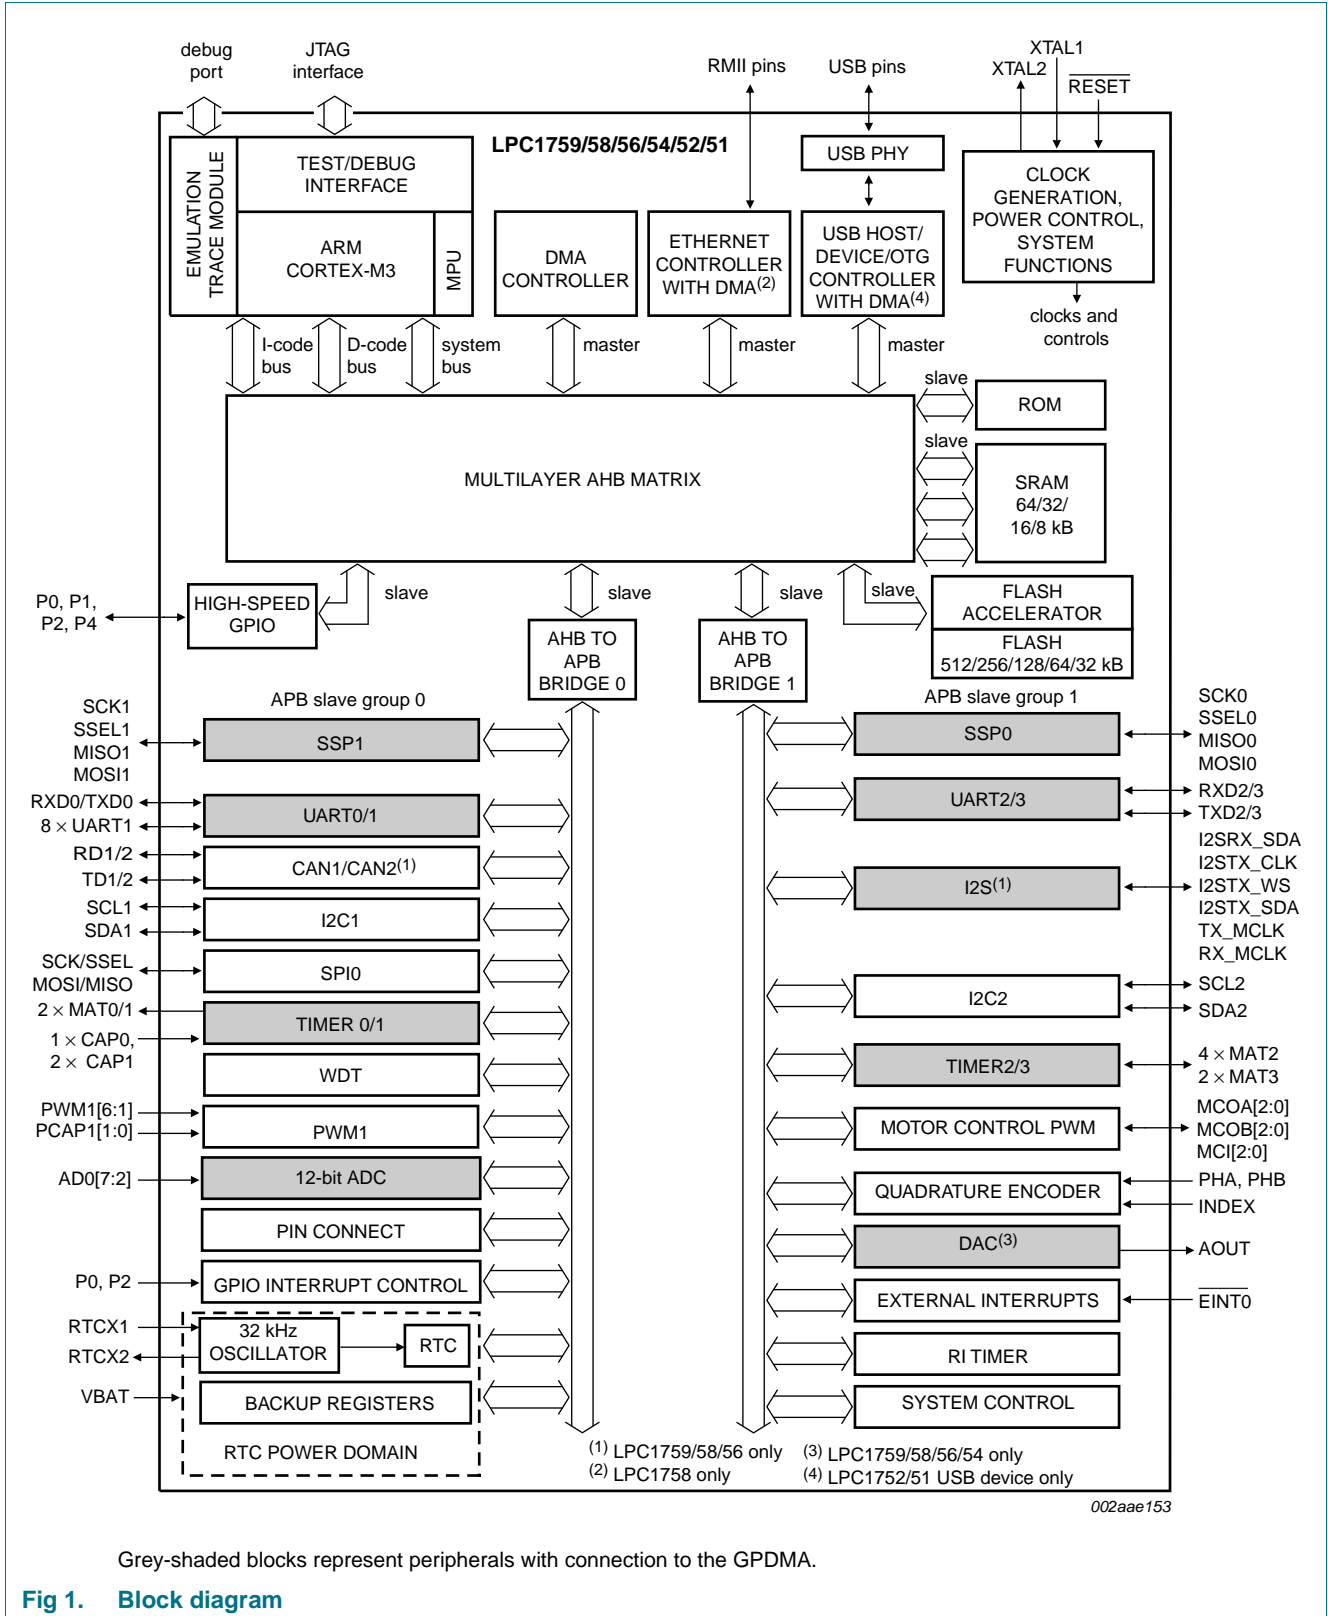 debug
port
JTAG
interface
RMII pins
USB pins
XTAL1
XTAL2
RESET
LPC1759/58/56/54/52/51
EMULATION
TRACE MODULE
TEST/DEBUG
INTERFACE
ARM
CORTEX-M3
MPU
DMA
CONTROLLER
ETHERNET
CONTROLLER
WITH DMA(2)
USB PHY
USB HOST/
DEVICE/OTG
CONTROLLER
WITH DMA(4)
CLOCK
GENERATION,
POWER CONTROL,
SYSTEM
FUNCTIONS
clocks and
controls
I-code
bus
D-code
bus
system
bus
master
master
master
slave
ROM
slave
SRAM
64/32/
16/8 kB
MULTILAYER AHB MATRIX
P0, P1,
P2, P4
HIGH-SPEED
GPIO
slave
slave
slave
slave
AHB TO
APB
BRIDGE 0
AHB TO
APB
BRIDGE 1
FLASH
ACCELERATOR
FLASH
512/256/128/64/32 kB
APB slave group 0
APB slave group 1
SCK1
SSEL1
MISO1
MOSI1
SSP1
RXD0/TXD0
8 × UART1
UART0/1
RD1/2
TD1/2
CAN1/CAN2(1)
SCL1
SDA1
I2C1
SCK/SSEL
MOSI/MISO
SPI0
2 × MAT0/1
1 × CAP0,
2 × CAP1
TIMER 0/1
WDT
PWM1[6:1]
PCAP1[1:0]
PWM1
AD0[7:2]
12-bit ADC
PIN CONNECT
P0, P2
GPIO INTERRUPT CONTROL
RTCX1
RTCX2
32 kHz
OSCILLATOR
RTC
VBAT
BACKUP REGISTERS
RTC POWER DOMAIN
SSP0
SCK0
SSEL0
MISO0
MOSI0
UART2/3
RXD2/3
TXD2/3
I2S(1)
I2SRX_SDA
I2STX_CLK
I2STX_WS
I2STX_SDA
TX_MCLK
RX_MCLK
I2C2
SCL2
SDA2
TIMER2/3
4 × MAT2
2 × MAT3
MOTOR CONTROL PWM
MCOA[2:0]
MCOB[2:0]
MCI[2:0]
QUADRATURE ENCODER
PHA, PHB
INDEX
DAC(3)
AOUT
EXTERNAL INTERRUPTS
EINT0
RI TIMER
SYSTEM CONTROL
(1) LPC1759/58/56 only
(2) LPC1758 only
(3) LPC1759/58/56/54 only
(4) LPC1752/51 USB device only
002aae153
Grey-shaded blocks represent peripherals with connection to the GPDMA.
Fig 1. Block diagram